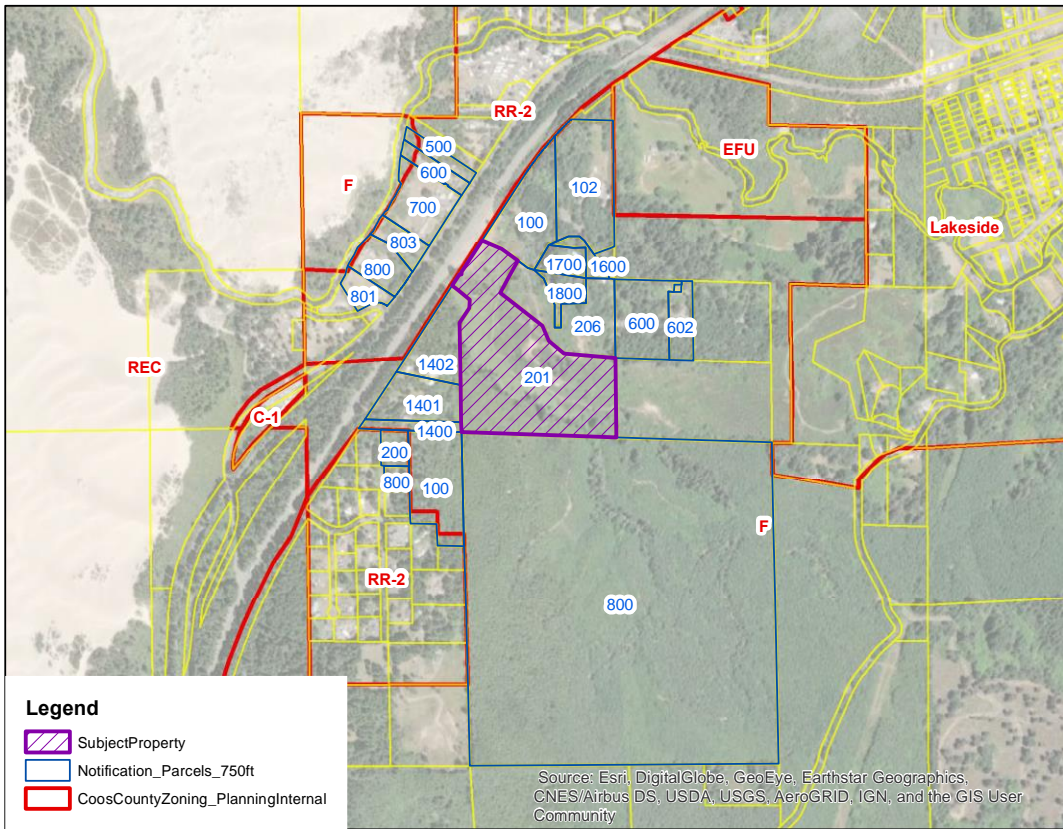 RR-2
500
EFU
600
F
102
700
100
Lakeside
803
1700
1600
800
1800
801
206
600
602
REC
1402
201
1401
C-1
1400
200
800
100
F
RR-2
800
Legend
SubjectProperty
Notification_Parcels_750ft
CoosCountyZoning_PlanningInternal
Source: Esri, DigitalGlobe, GeoEye, Earthstar Geographics,
CNES/Airbus DS, USDA, USGS, AeroGRID, IGN, and the GIS User
Community